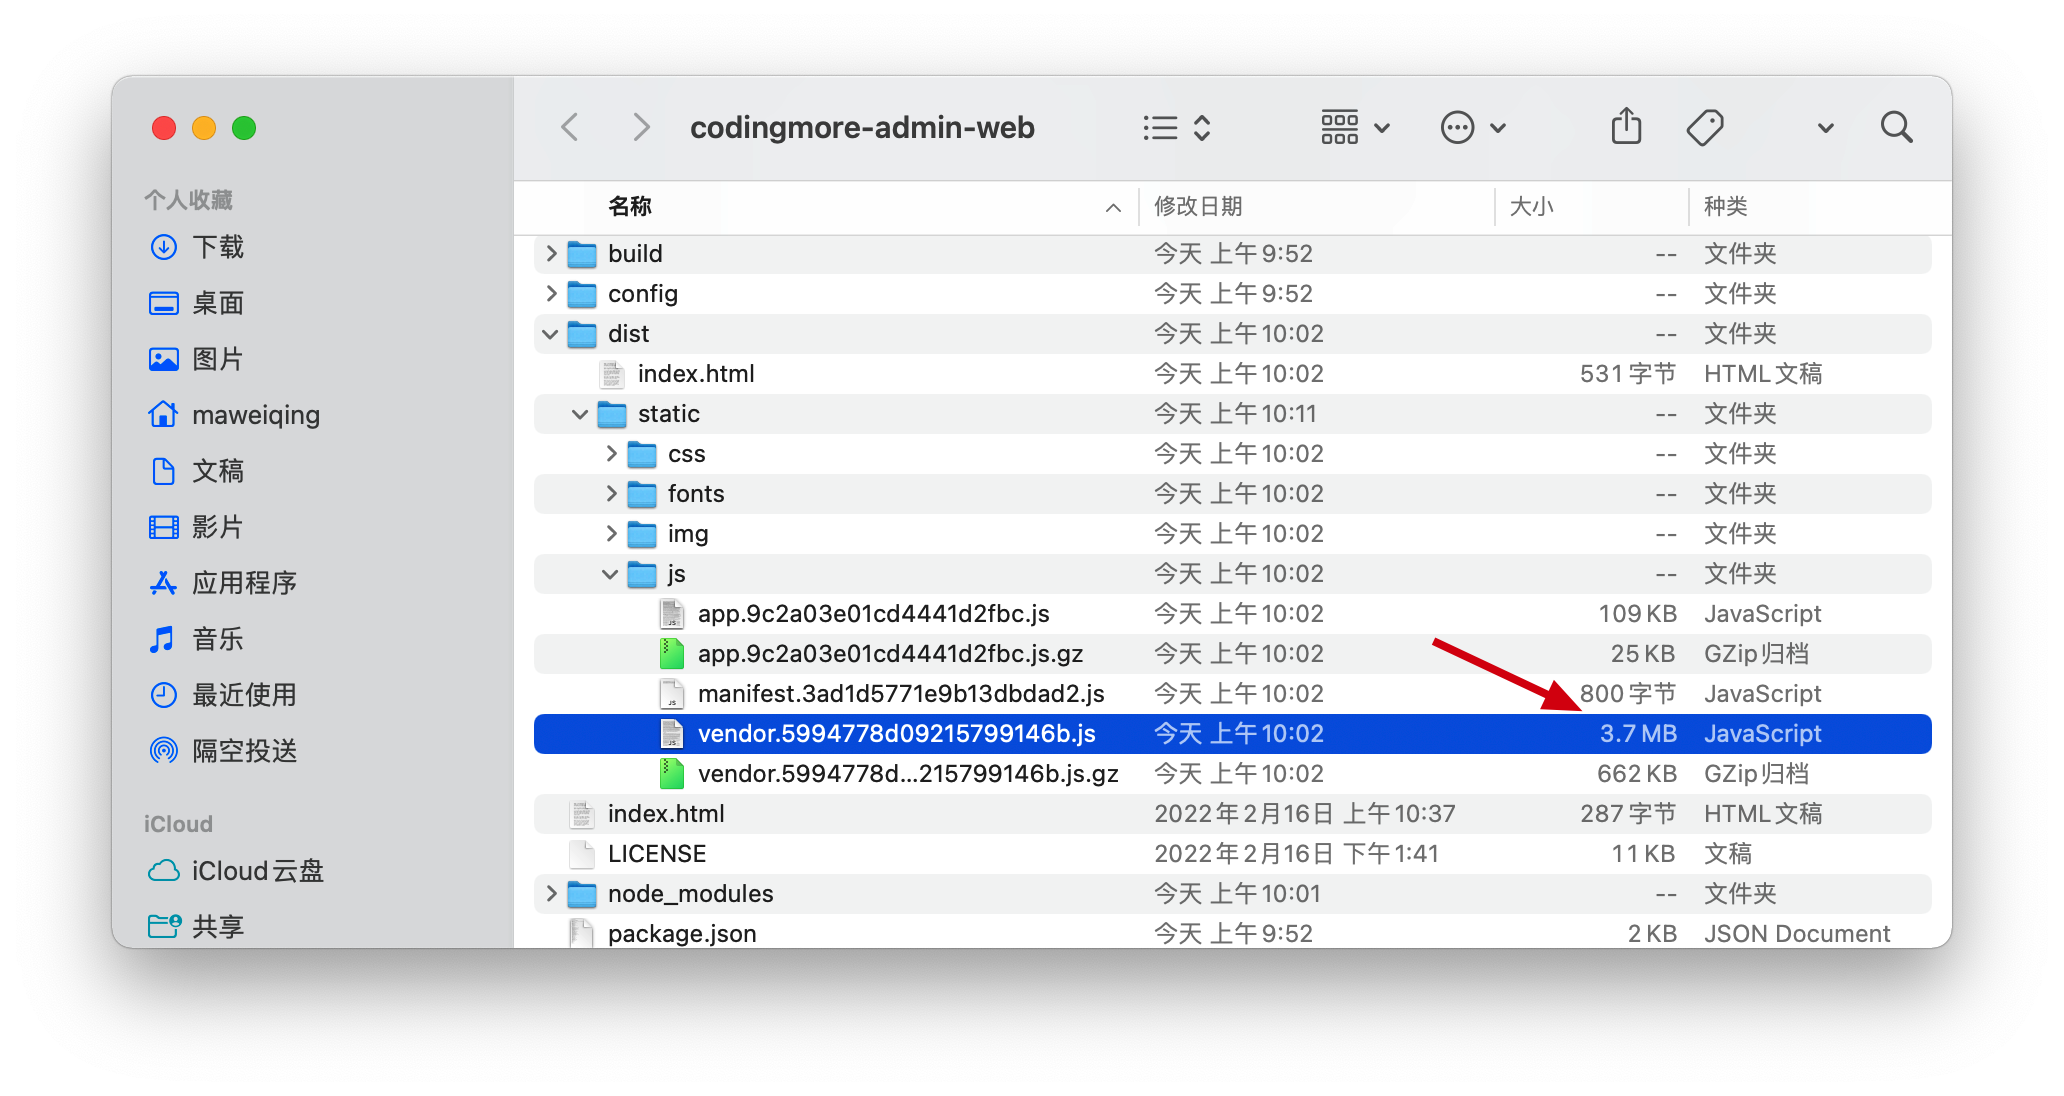 codingmore-admin-web
个人收藏
下载
桌面
图片
maweiqing
文稿
影片
应用程序
音乐
最近使用
隔空投送
iCloud
iCloud云盘
共享
名称 修改日期 大小 种类
build 今天 上午9:52 -- 文件夹
config 今天 上午9:52 -- 文件夹
dist 今天 上午10:02 -- 文件夹
index.html 今天 上午10:02 531 字节 HTML文稿
static 今天 上午10:11 -- 文件夹
css 今天 上午10:02 -- 文件夹
fonts 今天 上午10:02 -- 文件夹
img 今天 上午10:02 -- 文件夹
js 今天 上午10:02 -- 文件夹
app.9c2a03e01cd4441d2fbc.js 今天 上午10:02 109 KB JavaScript
app.9c2a03e01cd4441d2fbc.js.gz 今天 上午10:02 25 KB GZip归档
manifest.3ad1d5771e9b13dbdad2.js 今天 上午10:02 800 字节 JavaScript
vendor.5994778d09215799146b.js 今天 上午10:02 3.7 MB JavaScript
vendor.5994778d...215799146b.js.gz 今天 上午10:02 662 KB GZip归档
index.html 2022年2月16日 上午10:37 287 字节 HTML文稿
LICENSE 2022年2月16日 下午1:41 11 KB 文稿
node_modules 今天 上午10:01 -- 文件夹
package.json 今天 上午9:52 2 KB JSON Document